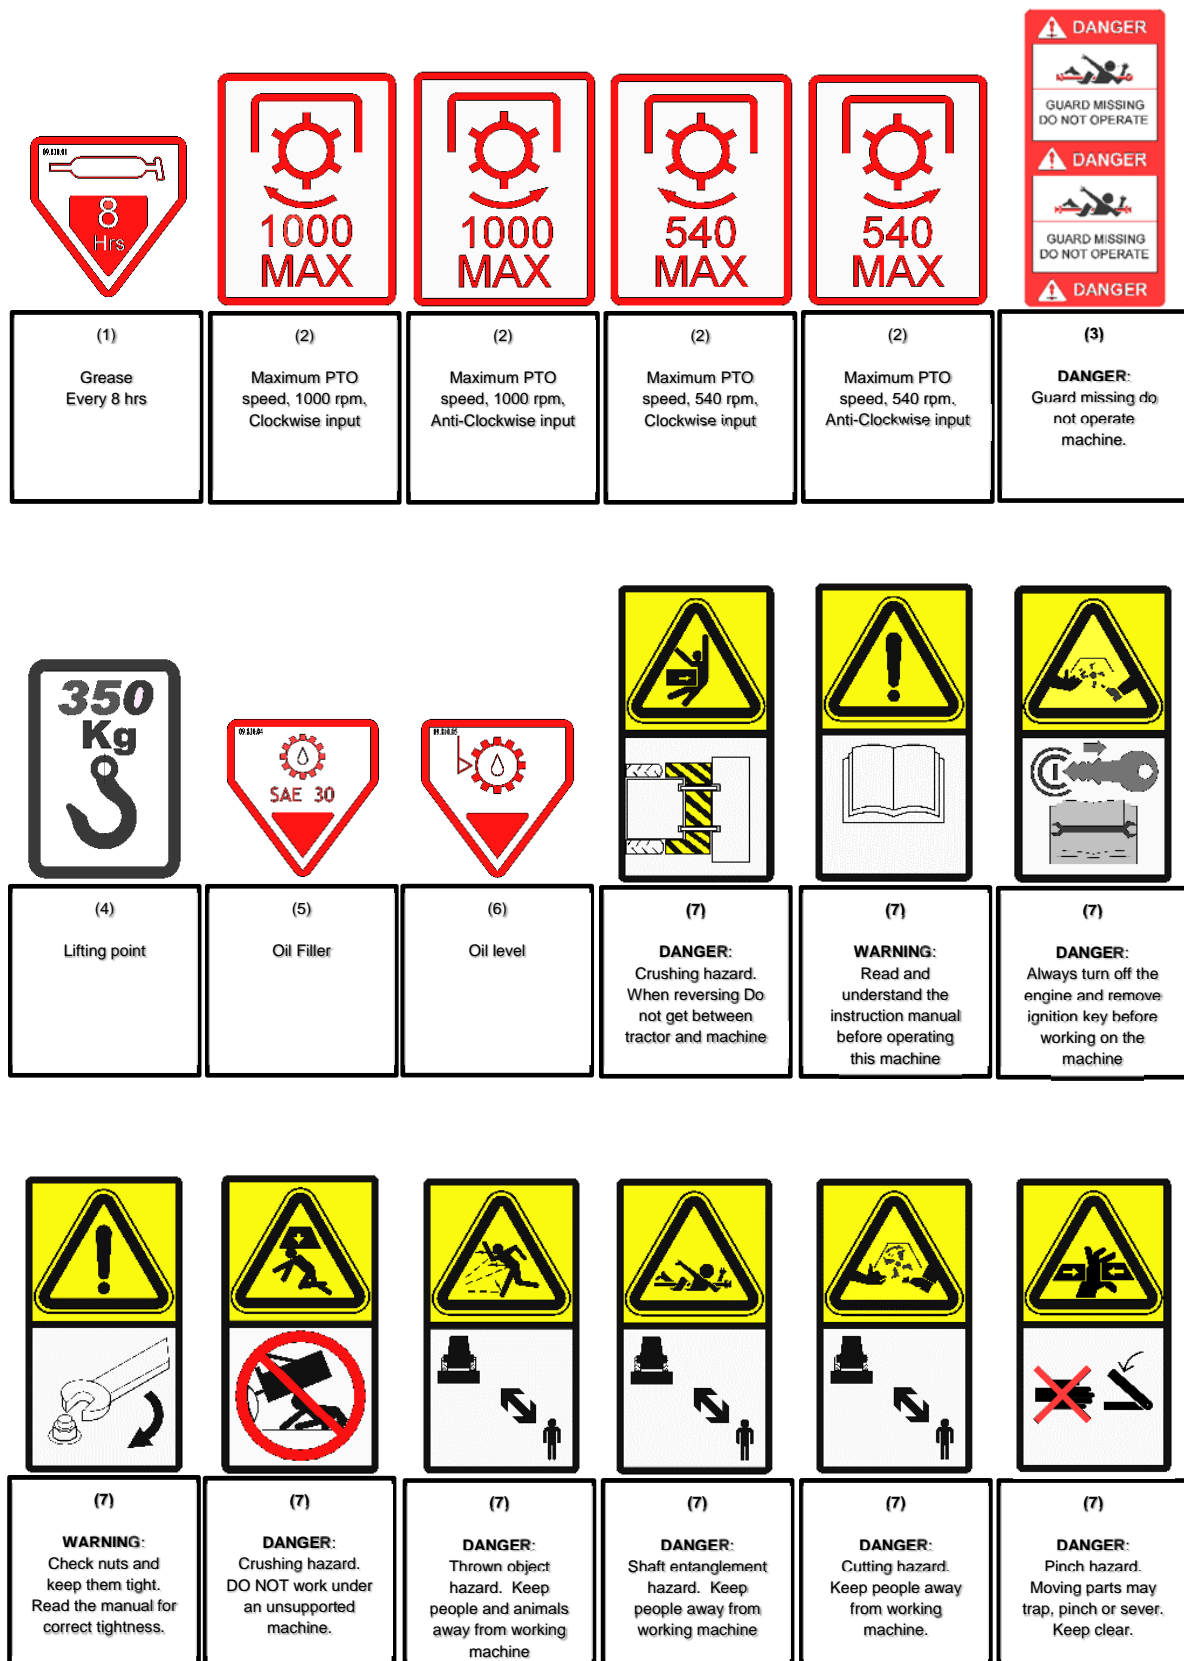 09.810.01
8
Hrs
1000
MAX
1000
MAX
540
MAX
540
MAX
DANGER
GUARD MISSING
DO NOT OPERATE
DANGER
GUARD MISSING
DO NOT OPERATE
DANGER
(1)
Grease
Every 8 hrs
(2)
Maximum PTO
speed, 1000 rpm,
Clockwise input
(2)
Maximum PTO
speed, 1000 rpm,
Anti-Clockwise input
(2)
Maximum PTO
speed, 540 rpm,
Clockwise input
(2)
Maximum PTO
speed, 540 rpm,
Anti-Clockwise input
(3)
DANGER:
Guard missing do
not operate
machine.
350
Kg
09.810.04
SAE 30
09.810.05
(4)
Lifting point
(5)
Oil Filler
(6)
Oil level
(7)
DANGER:
Crushing hazard.
When reversing Do
not get between
tractor and machine
(7)
WARNING:
Read and
understand the
instruction manual
before operating
this machine
(7)
DANGER:
Always turn off the
engine and remove
ignition key before
working on the
machine
(7)
WARNING:
Check nuts and
keep them tight.
Read the manual for
correct tightness.
(7)
DANGER:
Crushing hazard.
DO NOT work under
an unsupported
machine.
(7)
DANGER:
Thrown object
hazard. Keep
people and animals
away from working
machine
(7)
DANGER:
Shaft entanglement
hazard. Keep
people away from
working machine
(7)
DANGER:
Cutting hazard.
Keep people away
from working
machine.
(7)
DANGER:
Pinch hazard.
Moving parts may
trap, pinch or sever.
Keep clear.